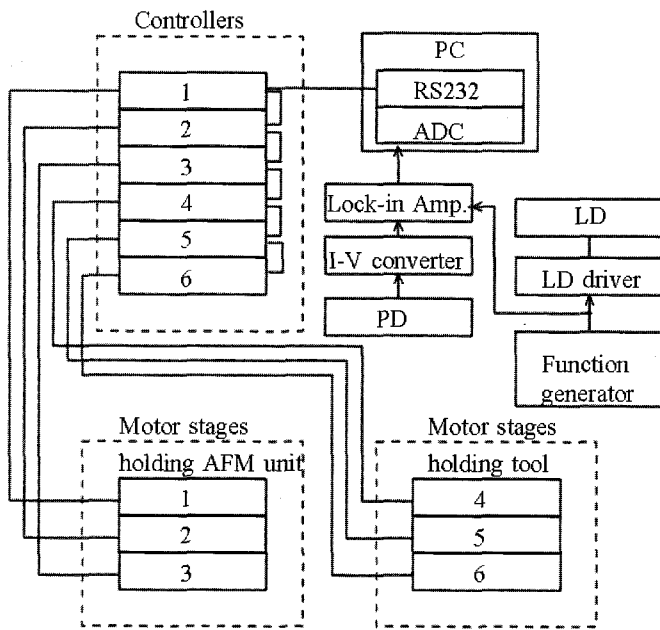 Controllers
1
2
3
4
5
6
PC
RS232
ADC
Lock-in Amp.
I-V converter
PD
LD
LD driver
Function
generator
Motor stages
holding AFM unit
1
2
3
Motor stages
holding tool
4
5
6